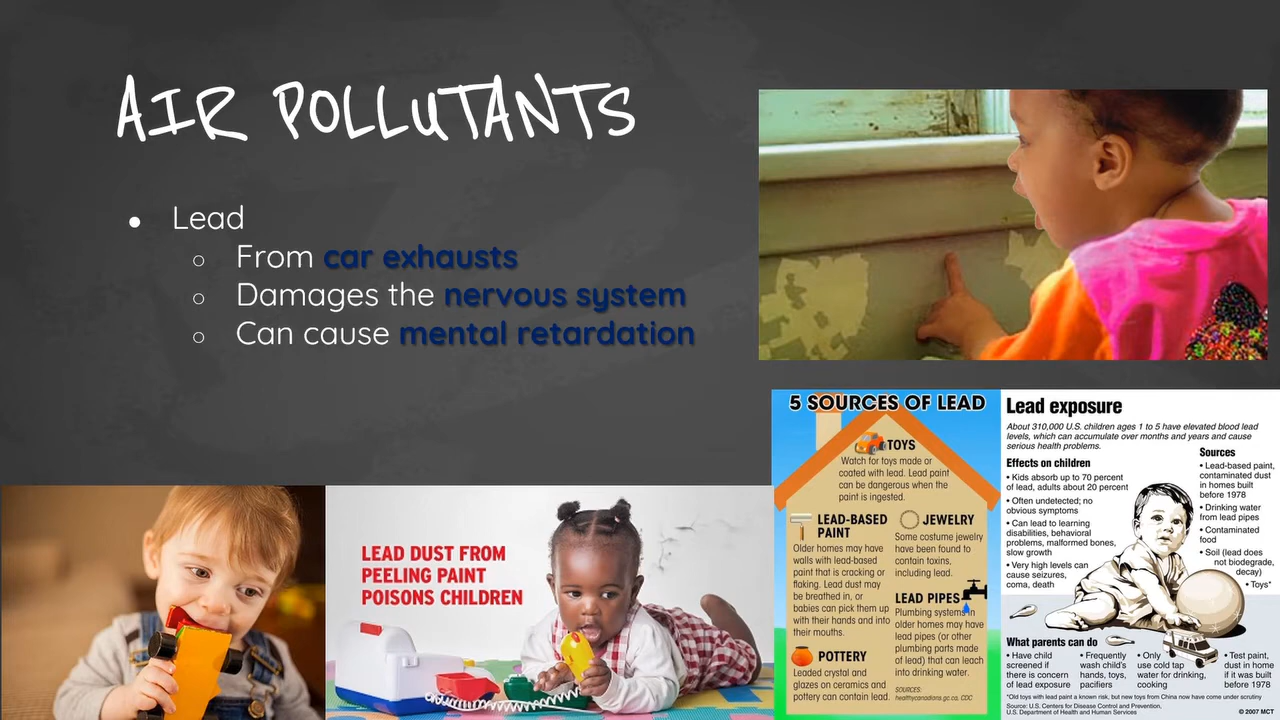 AIR POLLUTANTS
● Lead
○ From car exhausts
○ Damages the nervous system
○ Can cause mental retardation
LEAD DUST FROM
PEELING PAINT
POISONS CHILDREN
5 SOURCES OF LEAD
TOYS
Watch for toys made or
coated with lead. Lead paint
can be dangerous when the
paint is ingested.
LEAD-BASED
PAINT
Older homes may have
walls with lead-based
paint that is cracking or
flaking. Lead dust may
be breathed in, or
babies can pick them up
with their hands and into
their mouths.
POTTERY
Leaded crystal and
glazes on ceramics and
pottery can contain lead.
JEWELRY
Some costume jewelry
have been found to
contain toxins,
including lead.
LEAD PIPES
Plumbing systems in
older homes may have
lead pipes (or other
plumbing parts made
of lead) that can leach
into drinking water.
SOURCES:
healthycanadians.gc.ca, CDC
Lead exposure
About 310,000 U.S. children ages 1 to 5 have elevated blood lead
levels, which can accumulate over months and years and cause
serious health problems.
Effects on children
• Kids absorb up to 70 percent
of lead, adults about 20 percent
• Often undetected; no
obvious symptoms
• Can lead to learning
disabilities, behavioral
problems, malformed bones,
slow growth
• Very high levels can
cause seizures,
coma, death
Sources
• Lead-based paint,
contaminated dust
in homes built
before 1978
• Drinking water
from lead pipes
• Contaminated
food
• Soil (lead does
not biodegrade,
decay)
• Toys*
What parents can do
• Have child
screened if
there is concern
of lead exposure
• Frequently
wash child's
hands, toys,
pacifiers
• Only
use cold tap
water for drinking,
cooking
• Test paint,
dust in home
if it was built
before 1978
*Old toys with lead paint a known risk, but new toys from China now have come under scrutiny
Source: U.S. Centers for Disease Control and Prevention,
U.S. Department of Health and Human Services
© 2007 MCT